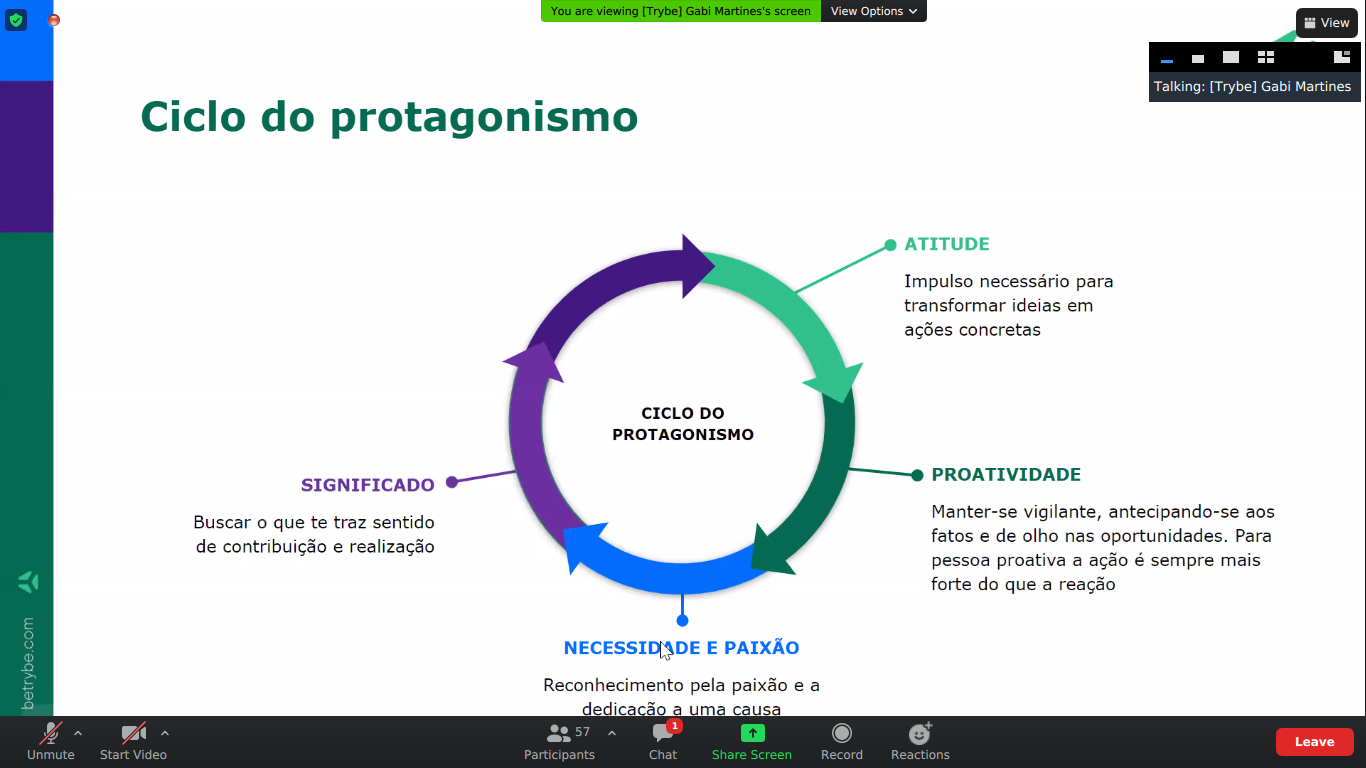 You are viewing [Trybe] Gabi Martines's screen
View Options
View
Talking: [Trybe] Gabi Martines
Ciclo do protagonismo
ATITUDE
Impulso necessário para
transformar ideias em
ações concretas
CICLO DO
PROTAGONISMO
PROATIVIDADE
Manter-se vigilante, antecipando-se aos
fatos e de olho nas oportunidades. Para
pessoa proativa a ação é sempre mais
forte do que a reação
SIGNIFICADO
Buscar o que te traz sentido
de contribuição e realização
NECESSIDADE E PAIXÃO
Reconhecimento pela paixão e a
dedicação a uma causa
betrybe.com
Unmute
Start Video
57
Participants
1
Chat
Share Screen
Record
Reactions
Leave